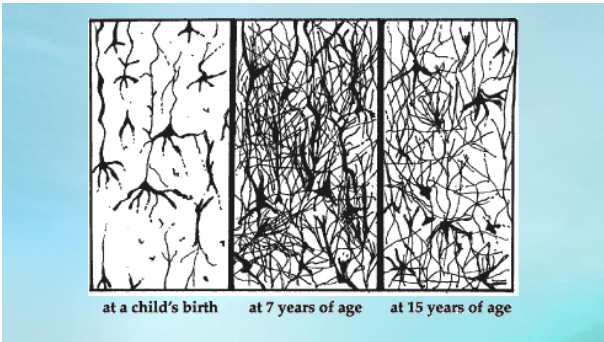 at a child's birth at 7 years of age at 15 years of age